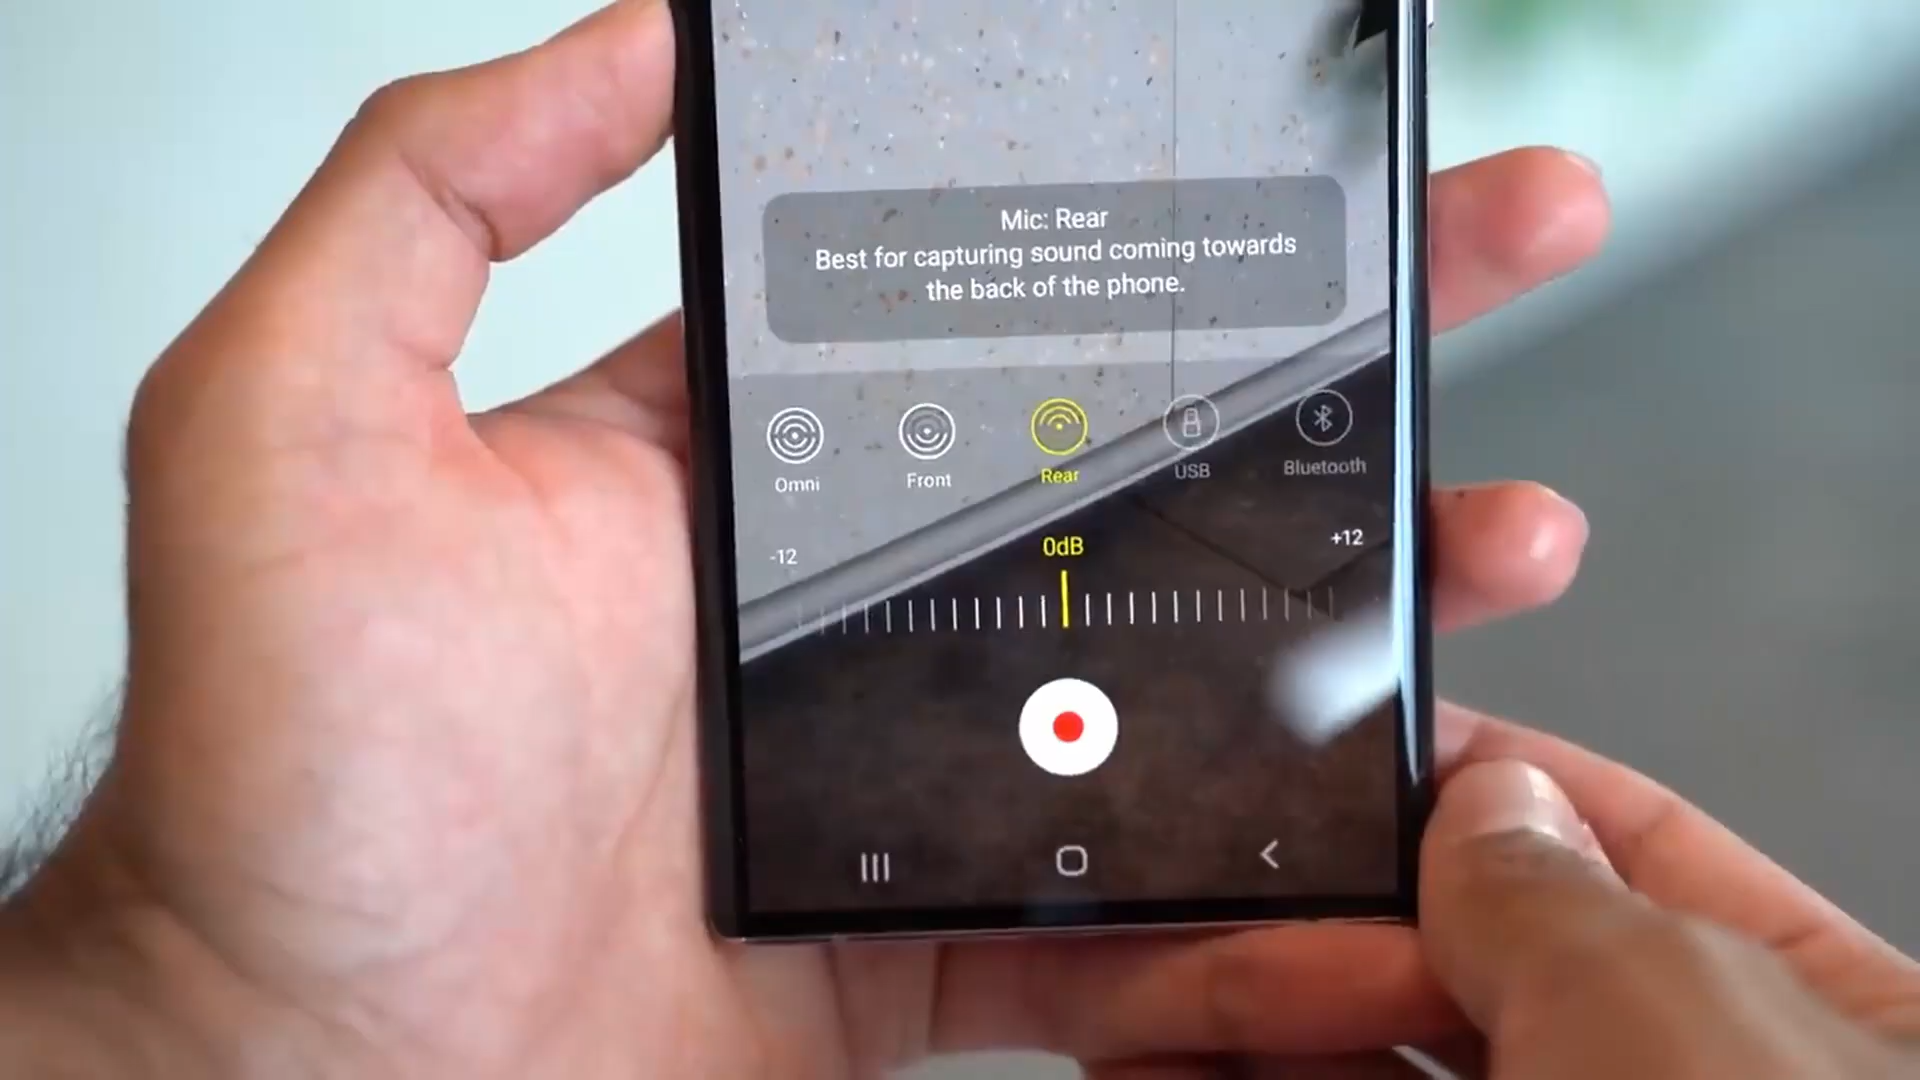 Mic: Rear
Best for capturing sound coming towards
the back of the phone.
Omni
Front
Rear
USB
Bluetooth
-12
0dB
+12